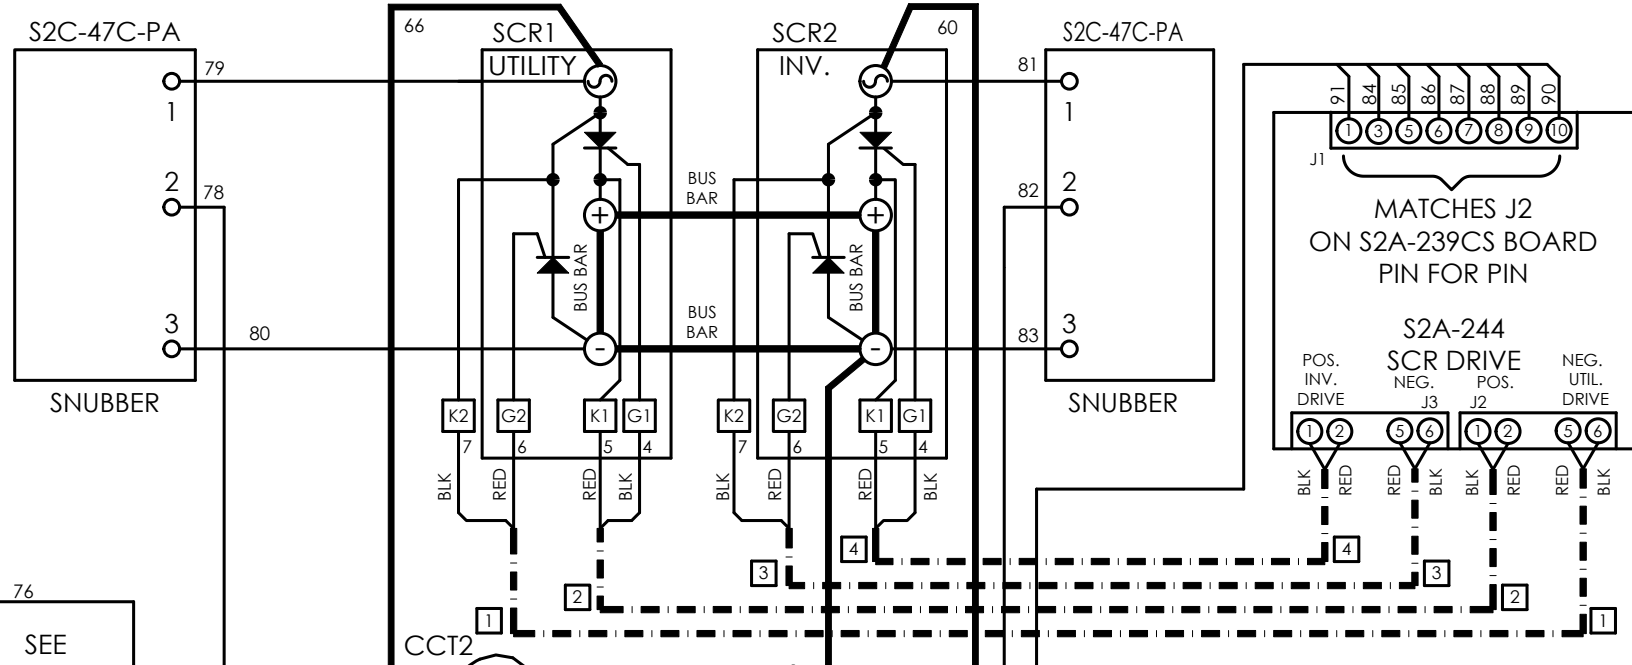 S2C-47C-PA
79
1
2
78
3
80
SNUBBER
66
SCR1
UTILITY
+
BUS BAR
-
K2
G2
K1
G1
7
6
5
4
BLK
RED
RED
BLK
BUS
BAR
BUS
BAR
60
SCR2
INV.
+
BUS BAR
-
K2
G2
K1
G1
7
6
5
4
BLK
RED
RED
BLK
S2C-47C-PA
81
1
82
2
83
3
SNUBBER
91
84
85
86
87
88
89
90
1
3
5
6
7
8
9
10
J1
MATCHES J2
ON S2A-239CS BOARD
PIN FOR PIN
S2A-244
SCR DRIVE
POS.
INV.
DRIVE
NEG.
J3
POS.
J2
NEG.
UTIL.
DRIVE
1
2
5
6
1
2
5
6
BLK
RED
RED
BLK
BLK
RED
RED
BLK
4
4
3
3
2
2
1
1
76
SEE
CCT2